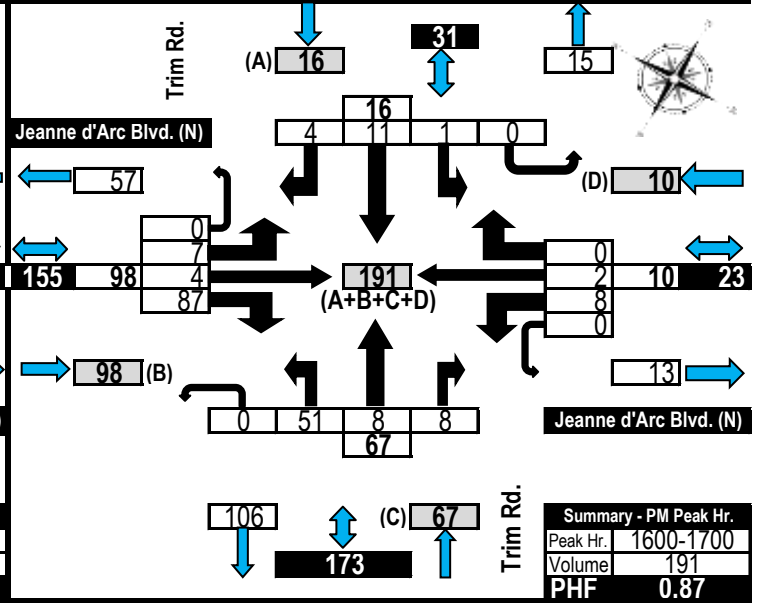 31
Trim Rd.
(A) 16
15
16
Jeanne d'Arc Blvd. (N)
4 11 1 0
57
(D) 10
0
7
4
87
155 98
191
(A+B+C+D)
0
2
8
0
10 23
98 (B)
13
0 51 8 8
67
Jeanne d'Arc Blvd. (N)
106
(C) 67
173
Trim Rd.
Summary - PM Peak Hr.
Peak Hr. 1600-1700
Volume 191
PHF 0.87